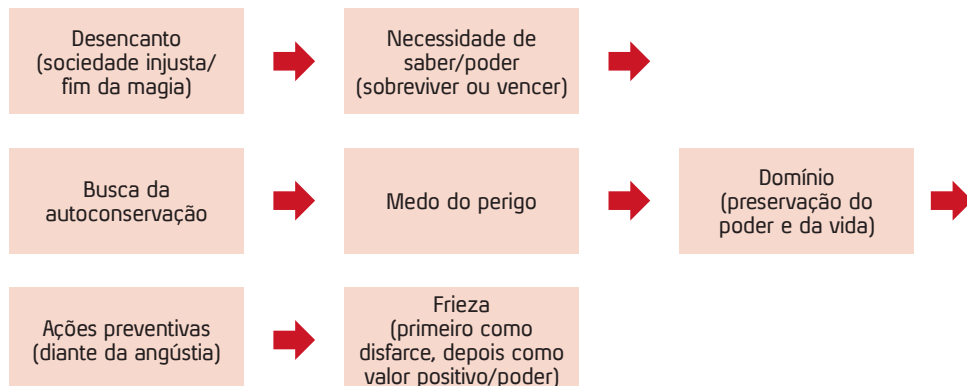 Desencanto
(sociedade injusta/
fim da magia)
Necessidade de
saber/poder
(sobreviver ou vencer)
Busca da
autoconservação
Medo do perigo
Domínio
(preservação do
poder e da vida)
Ações preventivas
(diante da angústia)
Frieza
(primeiro como
disfarce, depois como
valor positivo/poder)